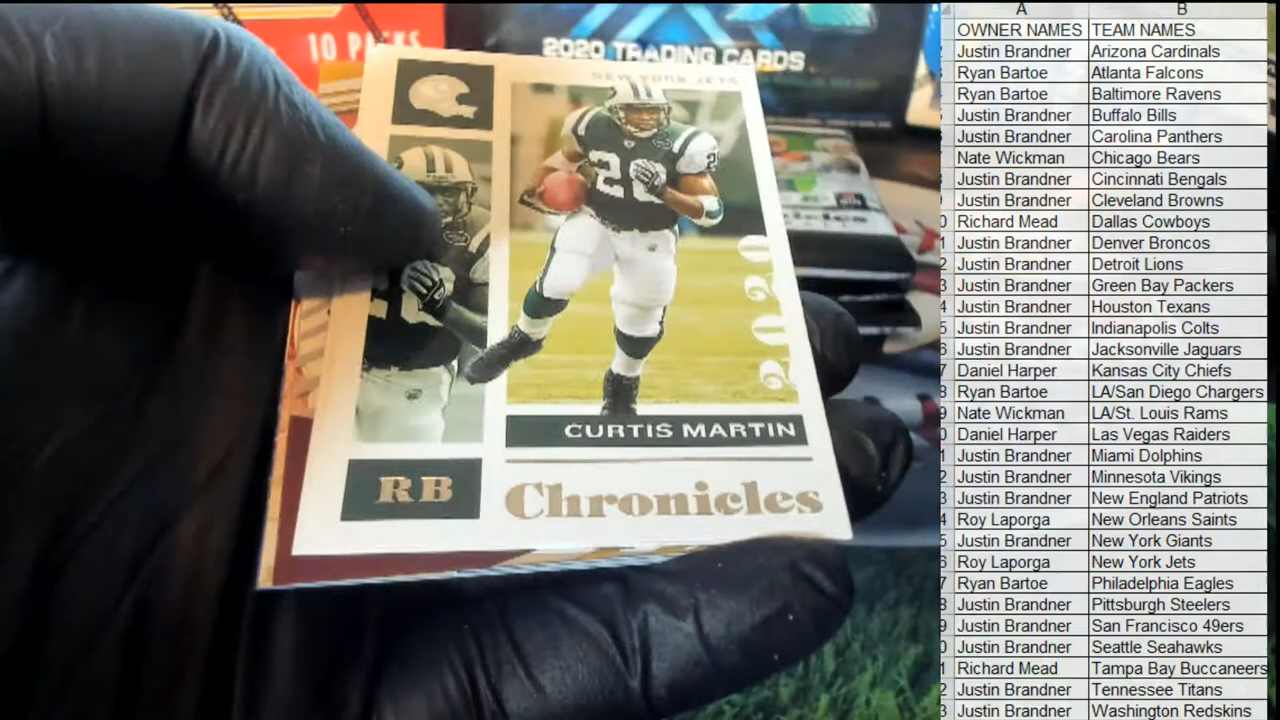 10 PACKS
2020 TRADING CARDS
NEW YORK JETS
28
2020
CURTIS MARTIN
RB
Chronicles
A B
OWNER NAMES TEAM NAMES
Justin Brandner Arizona Cardinals
Ryan Bartoe Atlanta Falcons
Ryan Bartoe Baltimore Ravens
Justin Brandner Buffalo Bills
Justin Brandner Carolina Panthers
Nate Wickman Chicago Bears
Justin Brandner Cincinnati Bengals
Justin Brandner Cleveland Browns
Richard Mead Dallas Cowboys
Justin Brandner Denver Broncos
Justin Brandner Detroit Lions
Justin Brandner Green Bay Packers
Justin Brandner Houston Texans
Justin Brandner Indianapolis Colts
Justin Brandner Jacksonville Jaguars
Daniel Harper Kansas City Chiefs
Ryan Bartoe LA/San Diego Chargers
Nate Wickman LA/St. Louis Rams
Daniel Harper Las Vegas Raiders
Justin Brandner Miami Dolphins
Justin Brandner Minnesota Vikings
Justin Brandner New England Patriots
Roy Laporga New Orleans Saints
Justin Brandner New York Giants
Roy Laporga New York Jets
Ryan Bartoe Philadelphia Eagles
Justin Brandner Pittsburgh Steelers
Justin Brandner San Francisco 49ers
Justin Brandner Seattle Seahawks
Richard Mead Tampa Bay Buccaneers
Justin Brandner Tennessee Titans
Justin Brandner Washington Redskins